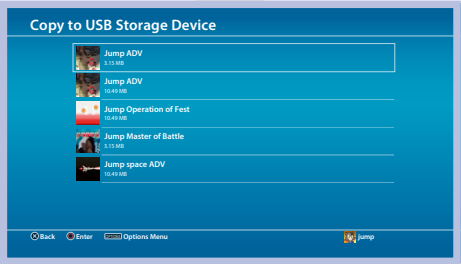 Copy to USB Storage Device
Jump ADV
3.15 MB
Jump ADV
10.49 MB
Jump Operation of Fest
10.49 MB
Jump Master of Battle
3.15 MB
Jump space ADV
10.49 MB
Back Enter OPTIONS Options Menu jump